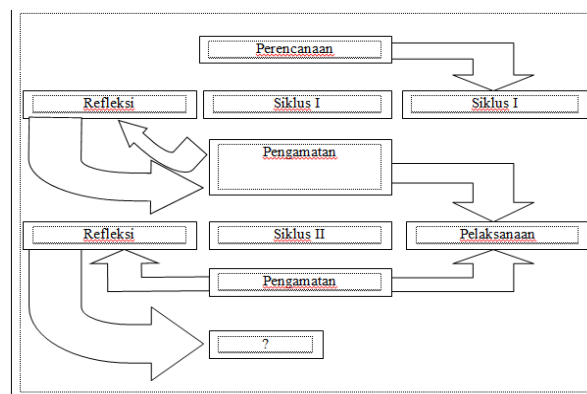 Perencanaan
Refleksi
Siklus I
Siklus I
Pengamatan
Refleksi
Siklus II
Pelaksanaan
Pengamatan
?